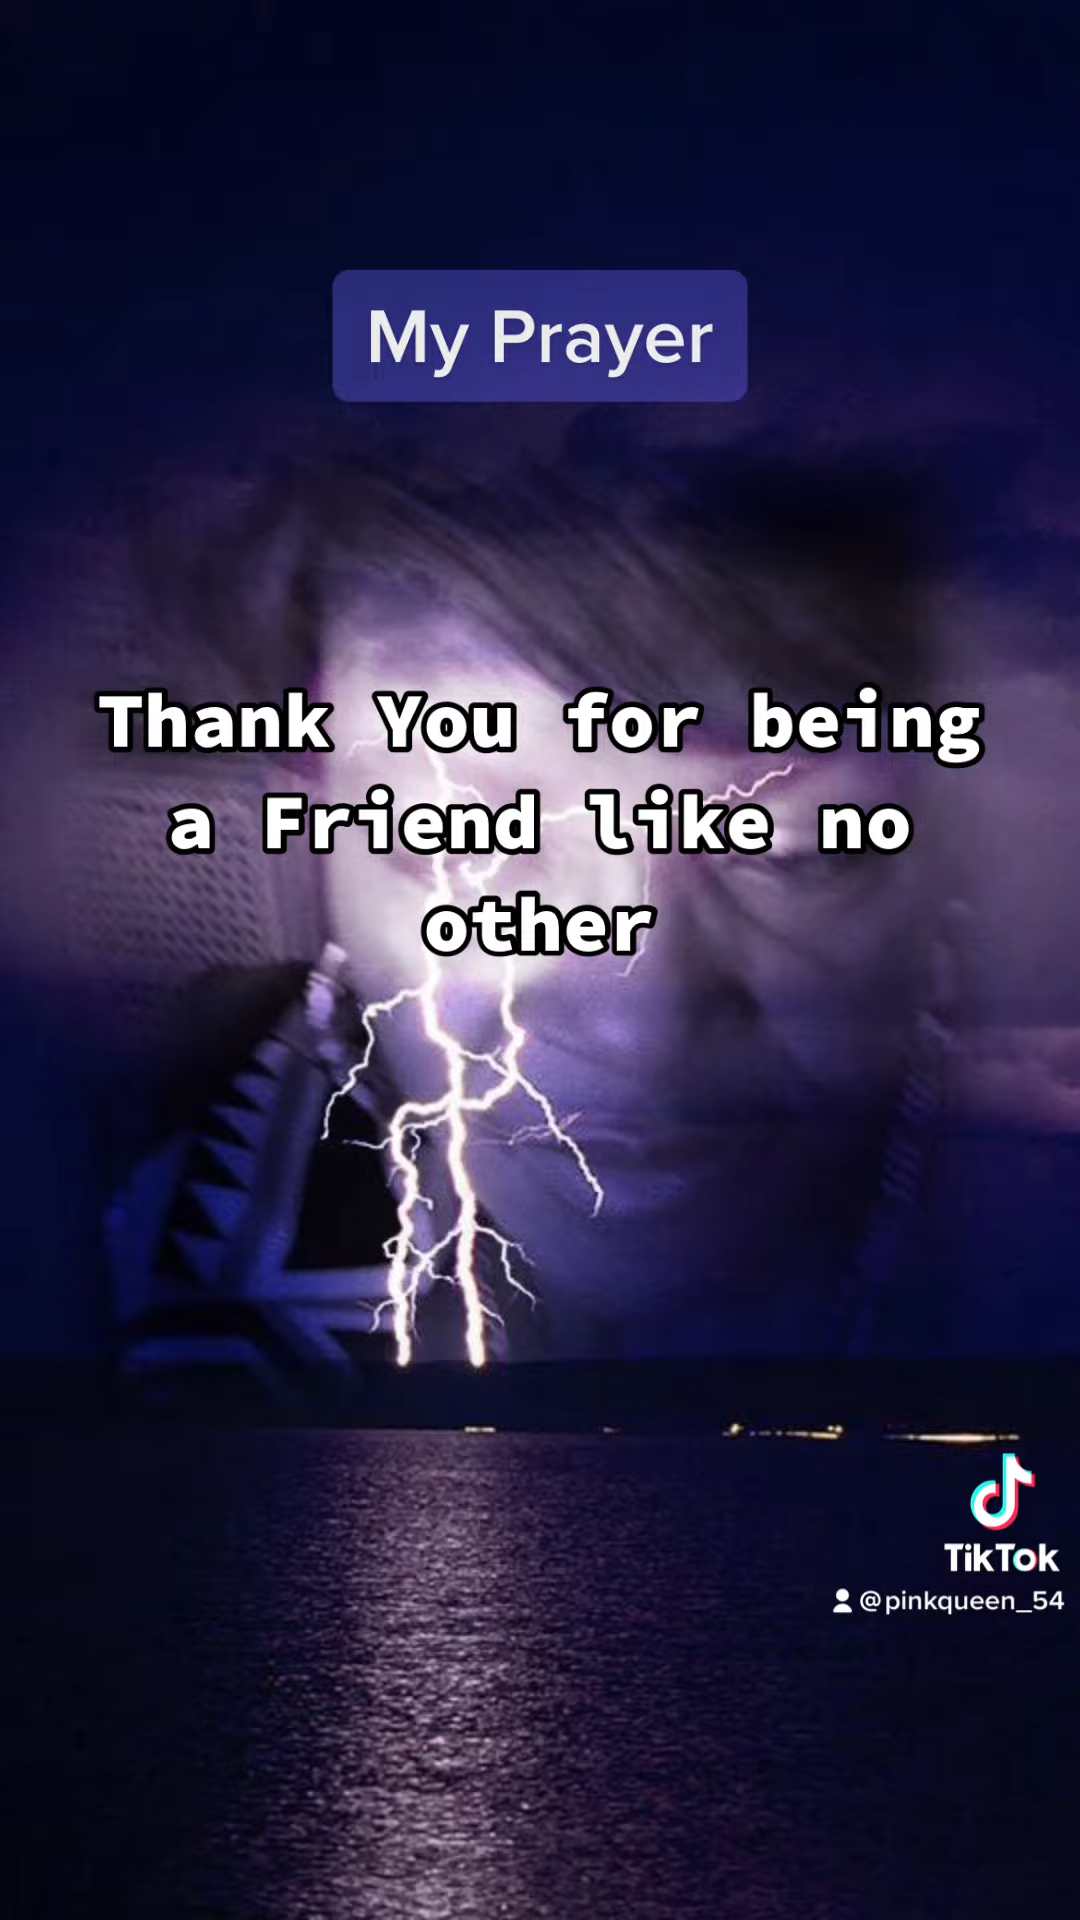 My Prayer
Thank You for being
a Friend like no
other
TikTok
@pinkqueen_54